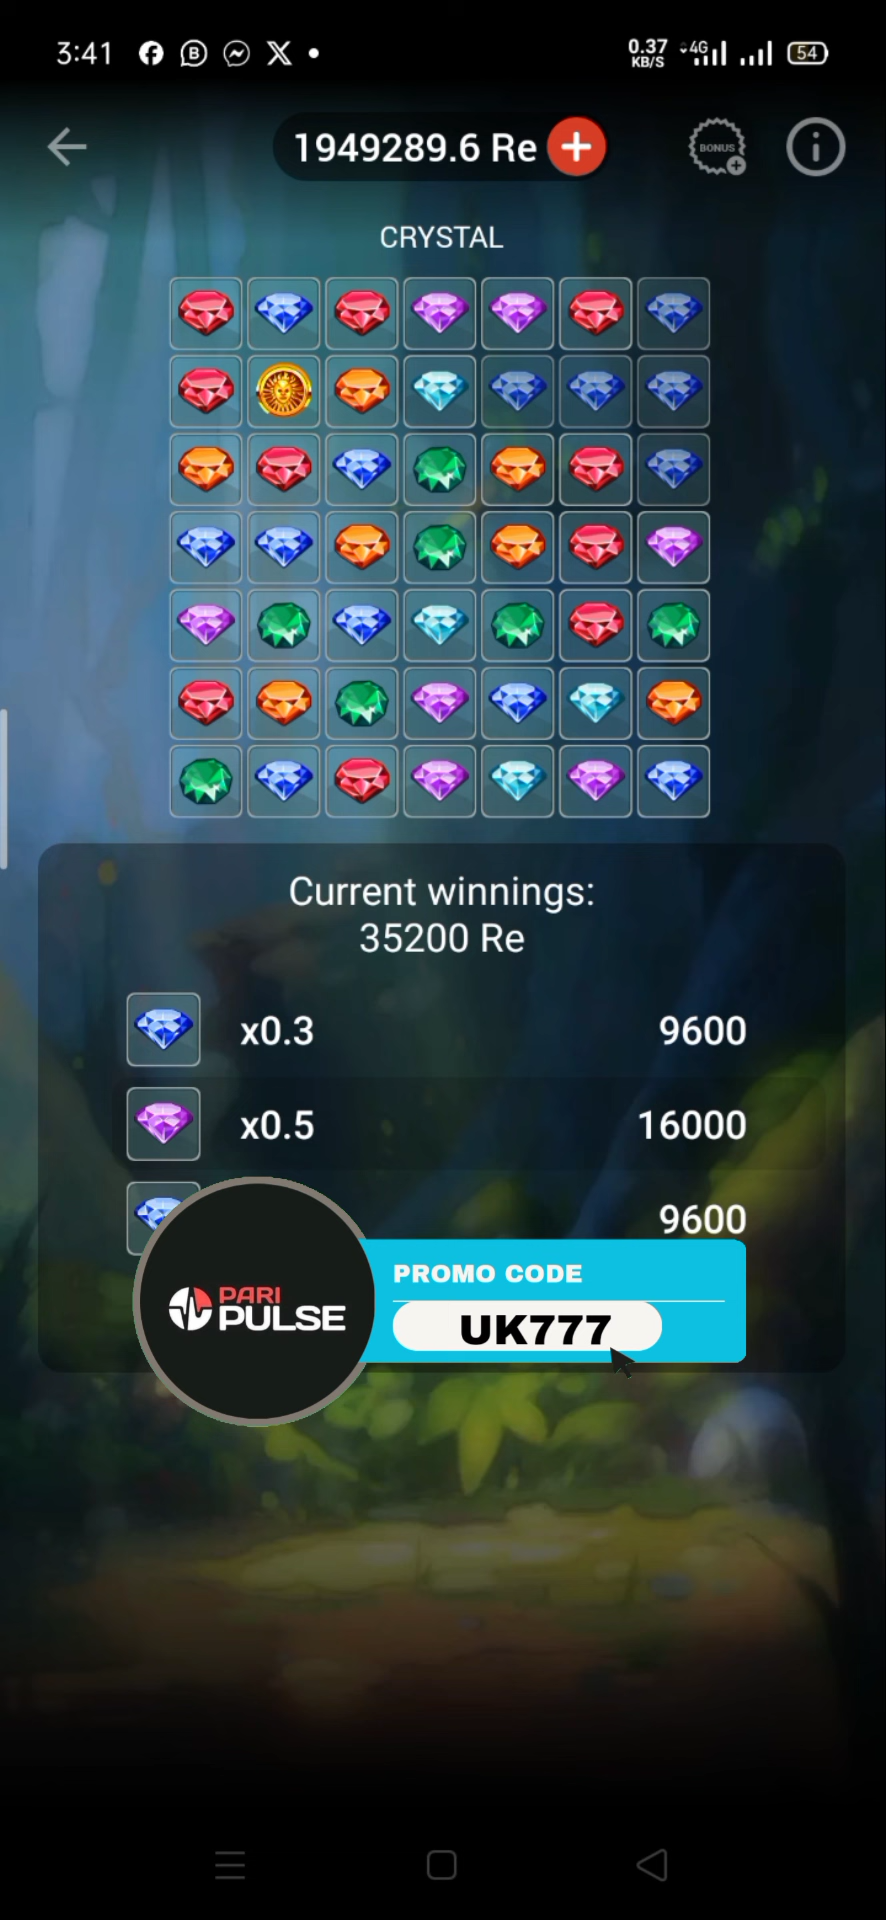 3:41
0.37
KB/S
4G
54
1949289.6 Re
BONUS
CRYSTAL
Current winnings:
35200 Re
x0.3 9600
x0.5 16000
9600
PARI
PULSE
PROMO CODE
UK777